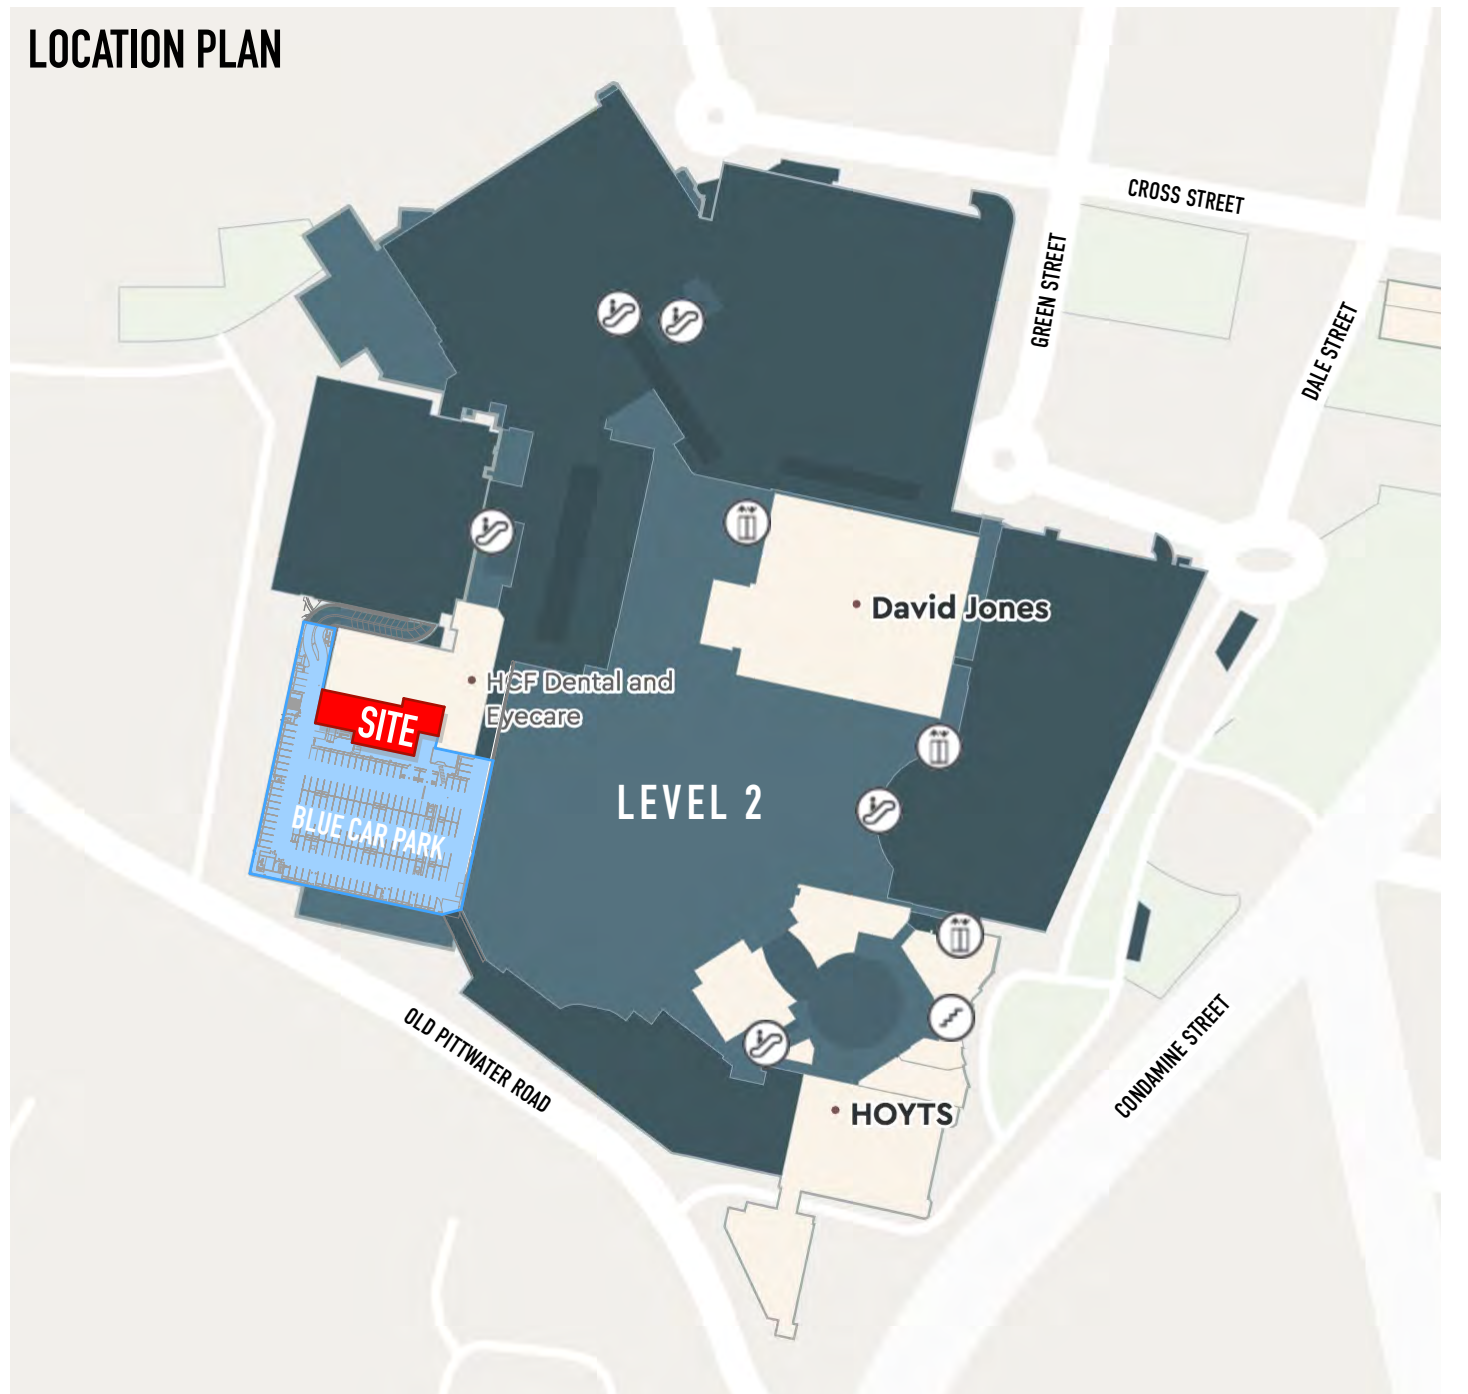 LOCATION PLAN
CROSS STREET
GREEN STREET
DALE STREET
David Jones
HCF Dental and
Eyecare
SITE
LEVEL 2
BLUE CAR PARK
OLD PITTWATER ROAD
CONDAMINE STREET
HOYTS